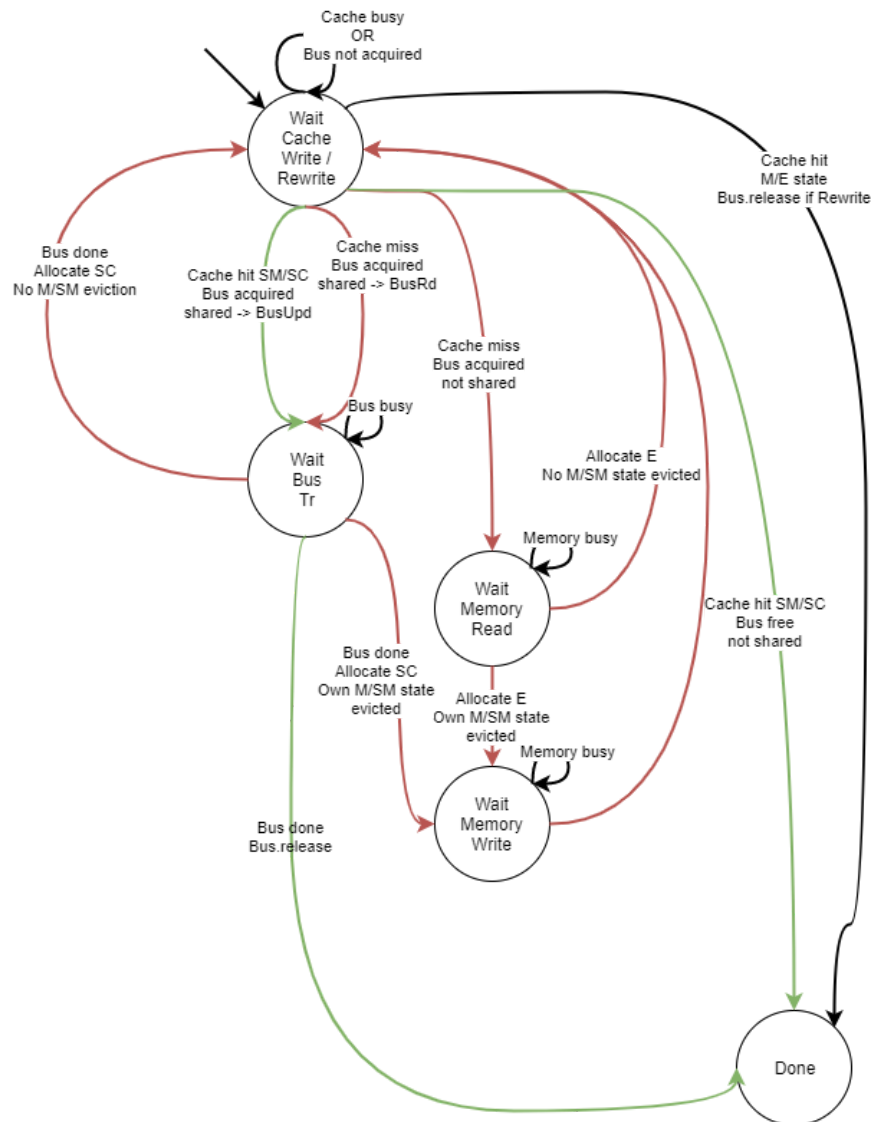 Cache busy
OR
Bus not acquired
Wait
Cache
Write /
Rewrite
Cache hit
M/E state
Bus.release if Rewrite
Bus done
Allocate SC
No M/SM eviction
Cache hit SM/SC
Bus acquired
shared -> BusUpd
Cache miss
Bus acquired
shared -> BusRd
Cache miss
Bus acquired
not shared
Bus busy
Wait
Bus
Tr
Allocate E
No M/SM state evicted
Memory busy
Wait
Memory
Read
Cache hit SM/SC
Bus free
not shared
Bus done
Allocate SC
Own M/SM state
evicted
Allocate E
Own M/SM state
evicted
Memory busy
Wait
Memory
Write
Bus done
Bus.release
Done